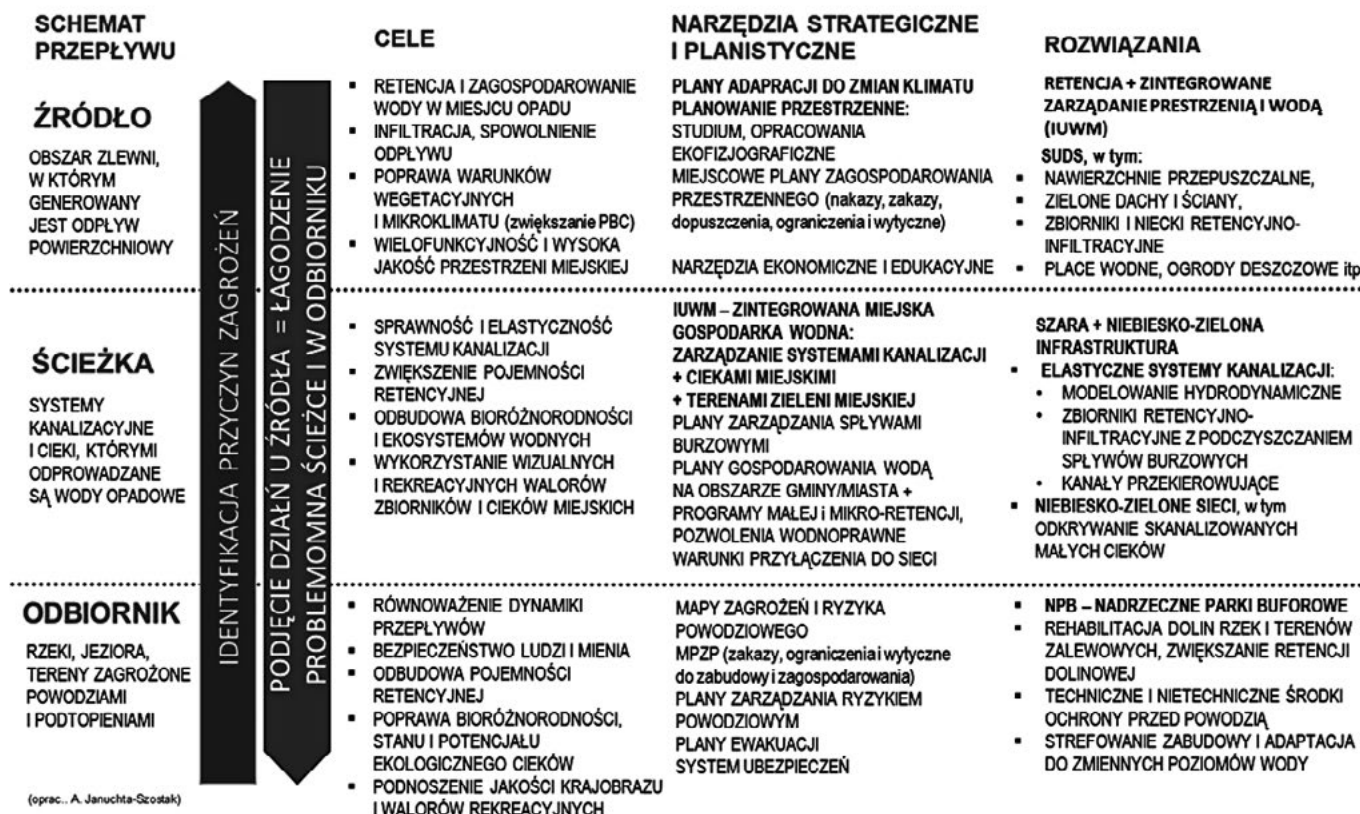 SCHEMAT
PRZEPŁYWU
CELE
NARZĘDZIA STRATEGICZNE
I PLANISTYCZNE
ROZWIĄZANIA
ŹRÓDŁO
OBSZAR ZLEWNI,
W KTÓRYM
GENEROWANY
JEST ODPŁYW
POWIERZCHNIOWY
IDENTYFIKACJA PRZYCZYN ZAGROŻEŃ
PODJĘCIE DZIAŁŃ U ŹRÓDŁA = ŁAGODZENIE
PROBLEMOMNA ŚCIEŻCE I W ODBIORNIKU
▪ RETENCJA I ZAGOSPODAROWANIE
WODY W MIESJCU OPADU
▪ INFILTRACJA, SPOWOLNIENIE
ODPŁYWU
▪ POPRAWA WARUNKÓW
WEGETACYJNYCH
I MIKROKLIMATU (zwiększanie PBC)
▪ WIELOFUNKCYJNOŚĆ I WYSOKA
JAKOŚĆ PRZESTRZENI MIEJSKIEJ
PLANY ADAPRACJI DO ZMIAN KLIMATU
PLANOWANIE PRZESTRZENNE:
STUDIUM, OPRACOWANIA
EKOFIZJOGRAFICZNE
MIEJSCOWE PLANY ZAGOSPODAROWANIA
PRZESTRZENNEGO (nakazy, zakazy,
dopuszczenia, ograniczenia i wytyczne)
NARZĘDZIA EKONOMICZNE I EDUKACYJNE
RETENCJA + ZINTEGROWANE
ZARZĄDANIE PRESTRZENIĄ I WODĄ
(IUWM)
SUDS, w tym:
▪ NAWIERZCHNIE PRZEPUSZCZALNE,
▪ ZIELONE DACHY I ŚCIANY,
▪ ZBIORNIKI I NIECKI RETENCYJNO-
INFILTRACYJNE
▪ PLACE WODNE, OGRODY DESZCZOWE itp
ŚCIEŻKA
SYSTEMY
KANALIZACYJNE
I CIEKI, KTÓRYMI
ODPROWADZANE
SĄ WODY OPADOWE
▪ SPRAWNOŚĆ I ELASTYCZNOŚĆ
SYSTEMU KANALIZACJI
▪ ZWIĘKSZENIE POJEMNOŚCI
RETENCYJNEJ
▪ ODBUDOWA BIORÓŻNORODNOŚCI
I EKOSYSTEMÓW WODNYCH
▪ WYKORZYSTANIE WIZUALNYCH
I REKREACYJNYCH WALORÓW
ZBIORNIKÓW I CIEKÓW MIEJSKICH
IUWM – ZINTEGROWANA MIEJSKA
GOSPODARKA WODNA:
ZARZĄDZANIE SYSTEMAMI KANALIZACJI
+ CIEKAMI MIEJSKIMI
+ TERENAMI ZIELENI MIEJSKIEJ
PLANY ZARZĄDZANIA SPŁYWAMI
BURZOWYMI
PLANY GOSPODAROWANIA WODĄ
NA OBSZARZE GMINY/MIASTA +
PROGRAMY MAŁEJ i MIKRO-RETENCJI,
POZWOLENIA WODNOPRAWNE
WARUNKI PRZYŁĄCZENIA DO SIECI
SZARA + NIEBIESKO-ZIELONA
INFRASTRUKTURA
▪ ELASTYCZNE SYSTEMY KANALIZACJI:
• MODELOWANIE HYDRODYNAMICZNE
• ZBIORNIKI RETENCYJNO-
INFILTRACYJNE Z PODCZYSZCZANIEM
SPŁYWÓW BURZOWYCH
• KANAŁY PRZEKIEROWUJĄCE
▪ NIEBIESKO-ZIELONE SIECI, w tym
ODKRYWANIE SKANALIZOWANYCH
MAŁYCH CIEKÓW
ODBIORNIK
RZEKI, JEZIORA,
TERENY ZAGROŻONE
POWODZIAMI
I PODTOPIENIAMI
▪ RÓWNOWAŻENIE DYNAMIKI
PRZEPŁYWÓW
▪ BEZPIECZEŃSTWO LUDZI I MIENIA
▪ ODBUDOWA POJEMNOŚCI
RETENCYJNEJ
▪ POPRAWA BIORÓŻNORODNOŚCI,
STANU I POTENCJAŁU
EKOLOGICZNEGO CIEKÓW
▪ PODNOSZENIE JAKOŚCI KRAJOBRAZU
I WALORÓW REKREACYJNYCH
MAPY ZAGROŻEŃ I RYZYKA
POWODZIOWEGO
MPZP (zakazy, ograniczenia i wytyczne
do zabudowy i zagospodarowania)
PLANY ZARZĄDZANIA RYZYKIEM
POWODZIOWYM
PLANY EWAKUACJI
SYSTEM UBEZPIECZEŃ
▪ NPB – NADRZECZNE PARKI BUFOROWE
▪ REHABILITACJA DOLIN RZEK I TERENÓW
ZALEWOWYCH, ZWIĘKSZANIE RETENCJI
DOLINOWEJ
▪ TECHNICZNE I NIETECHNICZNE ŚRODKI
OCHRONY PRZED POWODZIĄ
▪ STREFOWANIE ZABUDOWY I ADAPTACJA
DO ZMIENNYCH POZIOMÓW WODY
(oprac.. A. Januchta-Szostak)